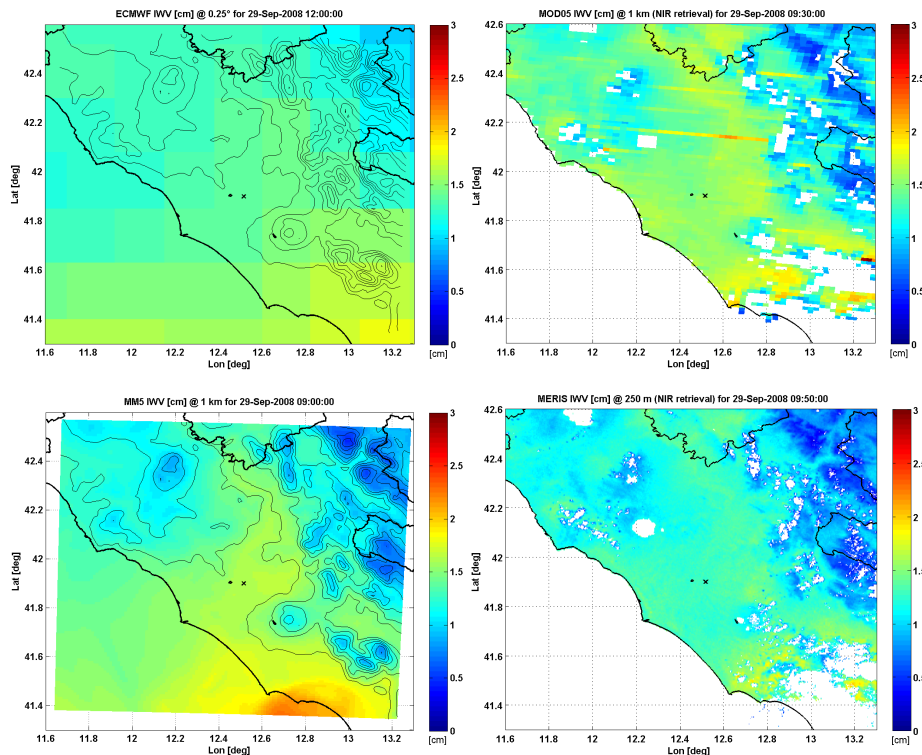 ECMWF IWV [cm] @ 0.25° for 29-Sep-2008 12:00:00
42.4
42.2
42
41.8
41.6
41.4
Lat [deg]
11.6 11.8 12 12.2 12.4 12.6 12.8 13 13.2
Lon [deg]
3
2.5
2
1.5
1
0.5
0
[cm]
MOD05 IWV [cm] @ 1 km (NIR retrieval) for 29-Sep-2008 09:30:00
42.6
42.4
42.2
42
41.8
41.6
41.4
Lat [deg]
11.6 11.8 12 12.2 12.4 12.6 12.8 13 13.2
Lon [deg]
3
2.5
2
1.5
1
0.5
0
[cm]
MM5 IWV [cm] @ 1 km for 29-Sep-2008 09:00:00
42.4
42.2
42
41.8
41.6
41.4
Lat [deg]
11.6 11.8 12 12.2 12.4 12.6 12.8 13 13.2
Lon [deg]
3
2.5
2
1.5
1
0.5
0
[cm]
MERIS IWV [cm] @ 250 m (NIR retrieval) for 29-Sep-2008 09:50:00
42.6
42.4
42.2
42
41.8
41.6
41.4
Lat [deg]
11.6 11.8 12 12.2 12.4 12.6 12.8 13 13.2
Lon [deg]
3
2.5
2
1.5
1
0.5
0
[cm]